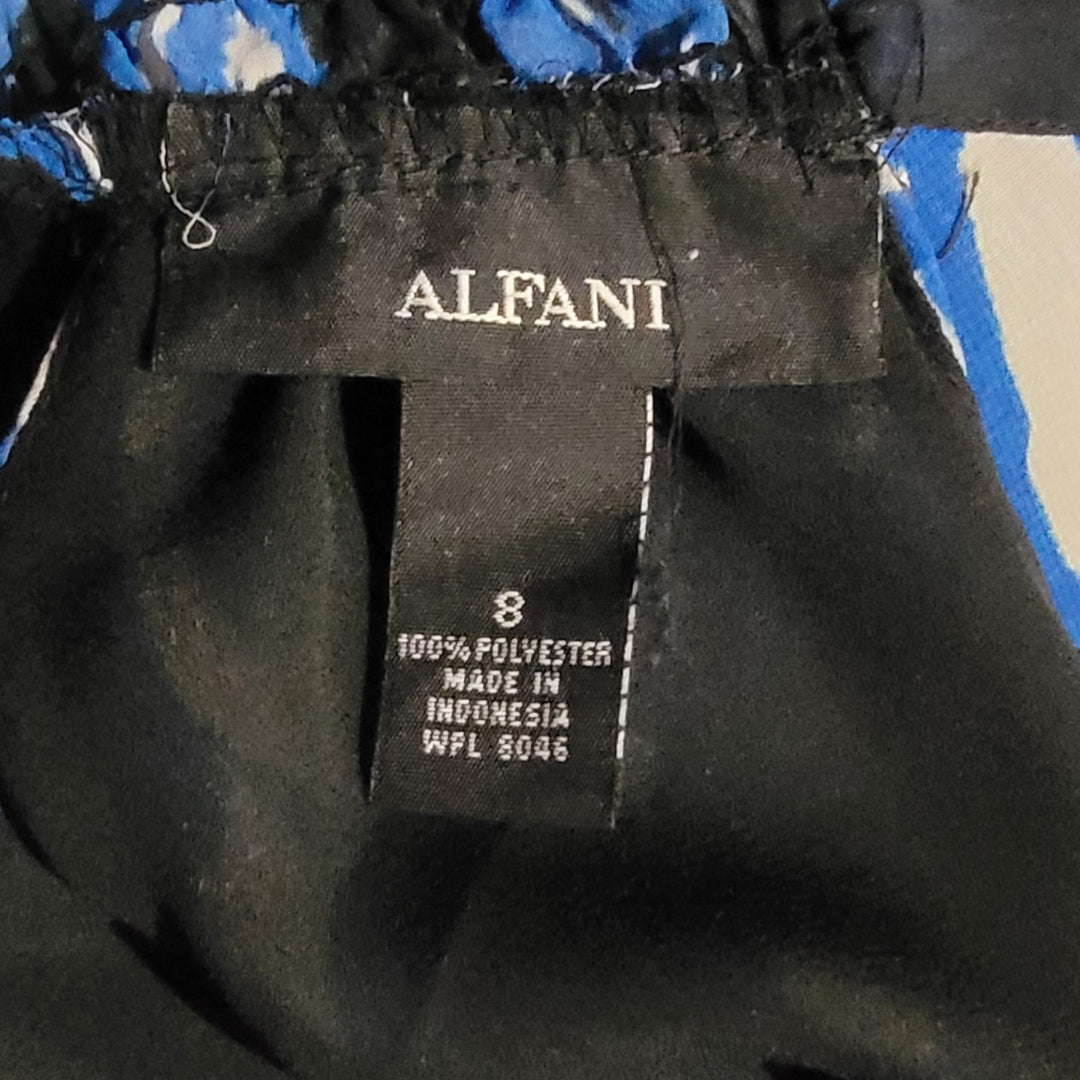 ALFANI
8
100% POLYESTER
MADE IN
INDONESIA
WPL 8046